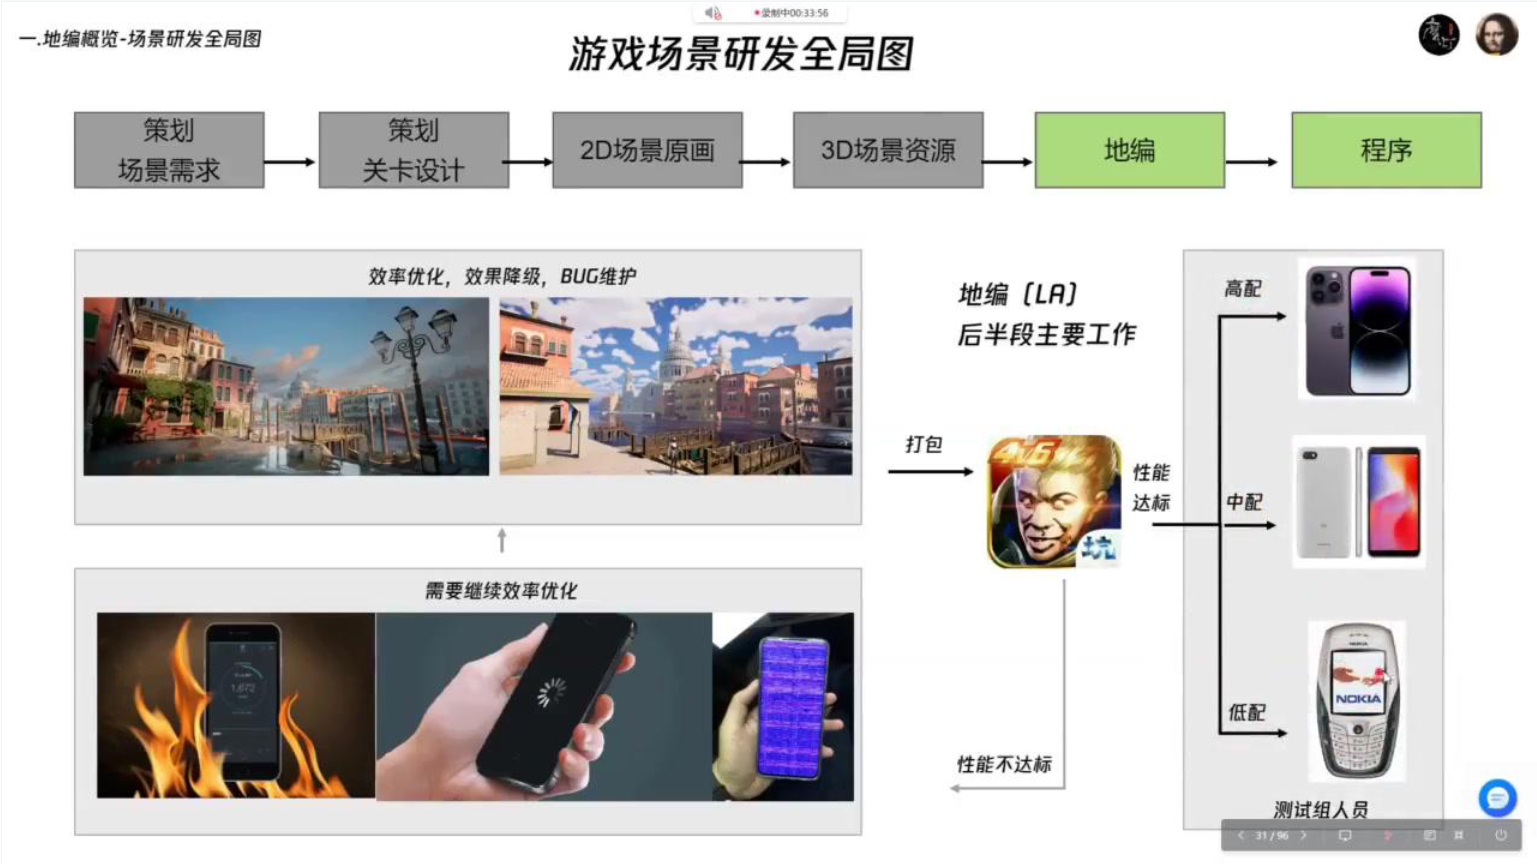 录制中00:33:56
一.地编概览-场景研发全局图
游戏场景研发全局图
策划
场景需求
策划
关卡设计
2D场景原画
3D场景资源
地编
程序
效率优化，效果降级，BUG维护
地编（LA）
后半段主要工作
打包
4v6
坑
性能
达标
高配
中配
低配
NOKIA
NOKIA
需要继续效率优化
1,672
性能不达标
测试组人员
31 / 96